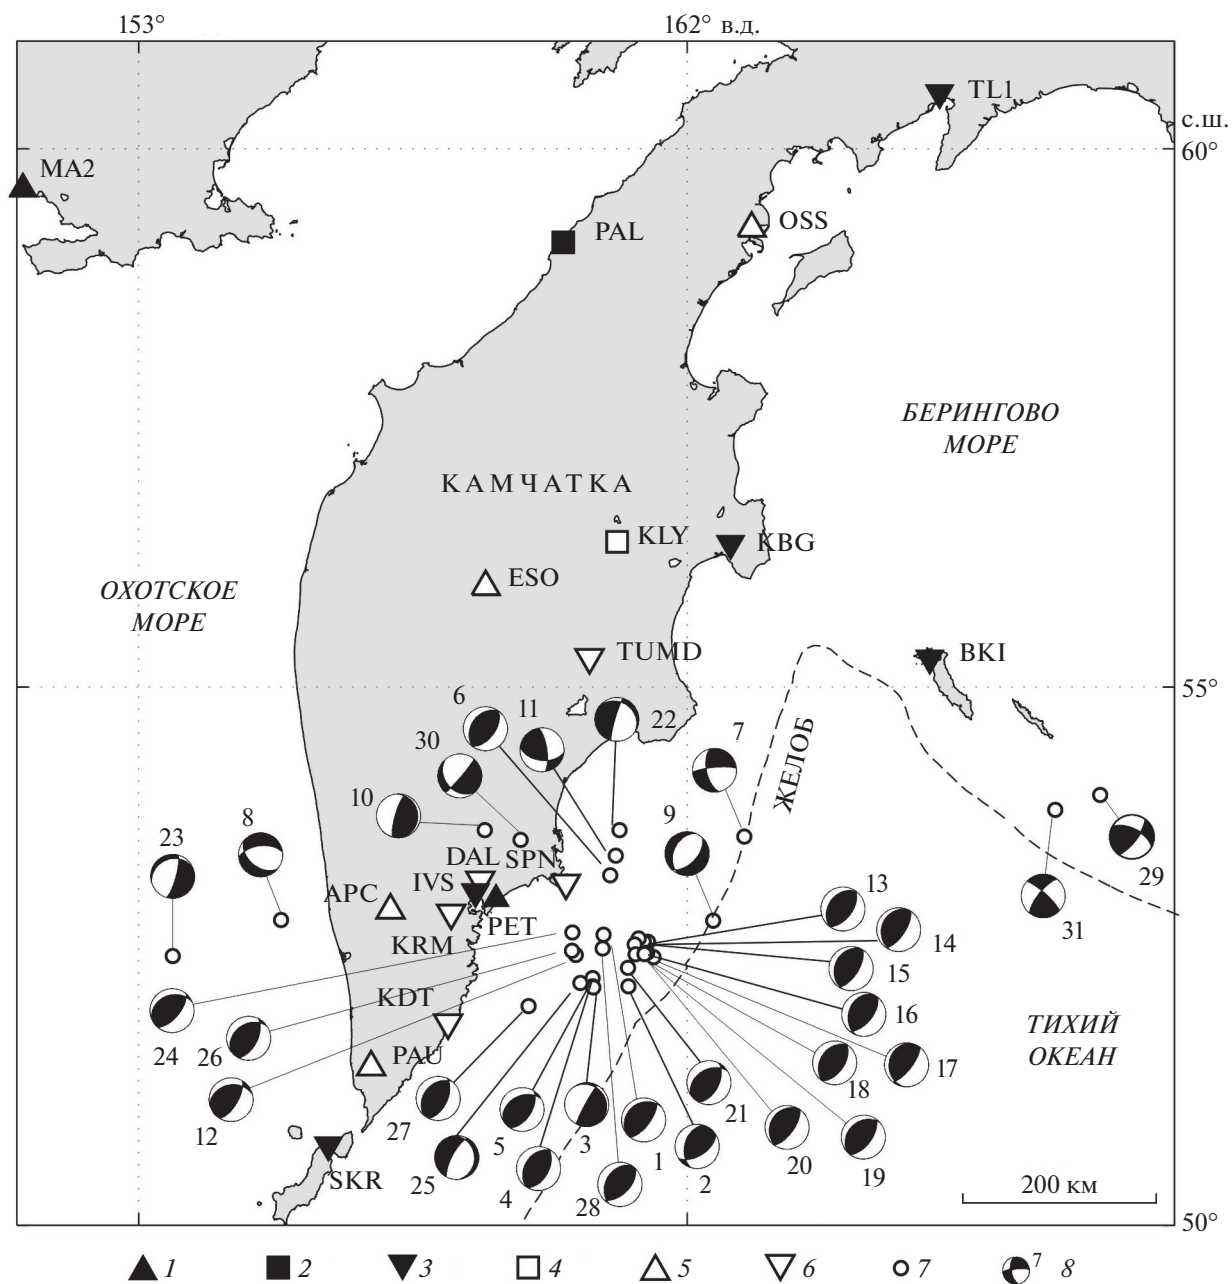 153°
162° в.д.
TL1
с.ш.
60°
MA2
PAL
OSS
БЕРИНГОВО
МОРЕ
КАМЧАТКА
KLY
KBG
ESO
ОХОТСКОЕ
МОРЕ
TUMD
BKI
55°
6
11
22
7
ЖЕЛОБ
30
10
9
23
8
DAL
SPN
IVS
APC
PET
KRM
13
14
29
31
15
KDT
16
ТИХИЙ
ОКЕАН
24
26
PAU
17
18
12
27
5
3
21
1
20
19
SKR
25
4
28
2
200 км
50°
1
2
3
4
5
6
7
7
8